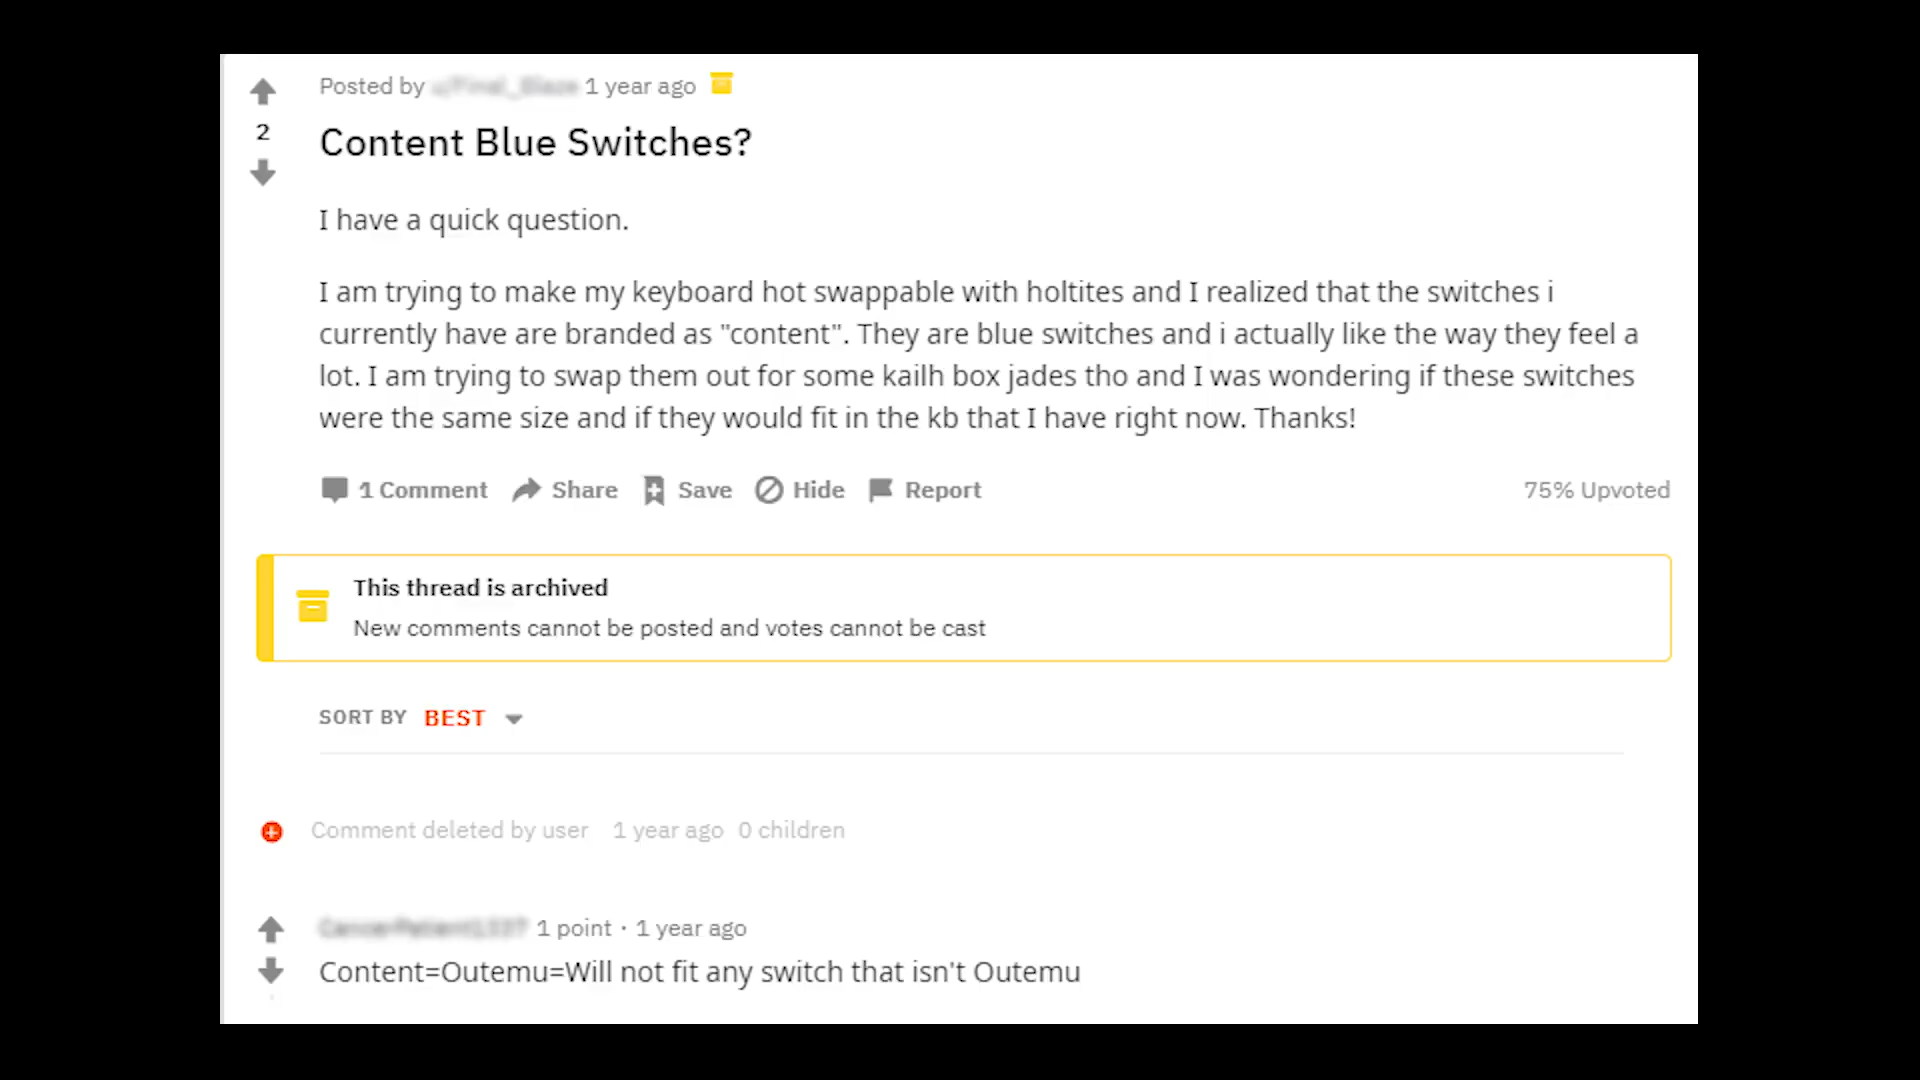 Posted by 1 year ago
2
Content Blue Switches?
I have a quick question.
I am trying to make my keyboard hot swappable with holtites and I realized that the switches i
currently have are branded as "content". They are blue switches and i actually like the way they feel a
lot. I am trying to swap them out for some kailh box jades tho and I was wondering if these switches
were the same size and if they would fit in the kb that I have right now. Thanks!
1 Comment Share Save Hide Report 75% Upvoted
This thread is archived
New comments cannot be posted and votes cannot be cast
SORT BY BEST
Comment deleted by user 1 year ago 0 children
1 point · 1 year ago
Content=Outemu=Will not fit any switch that isn't Outemu